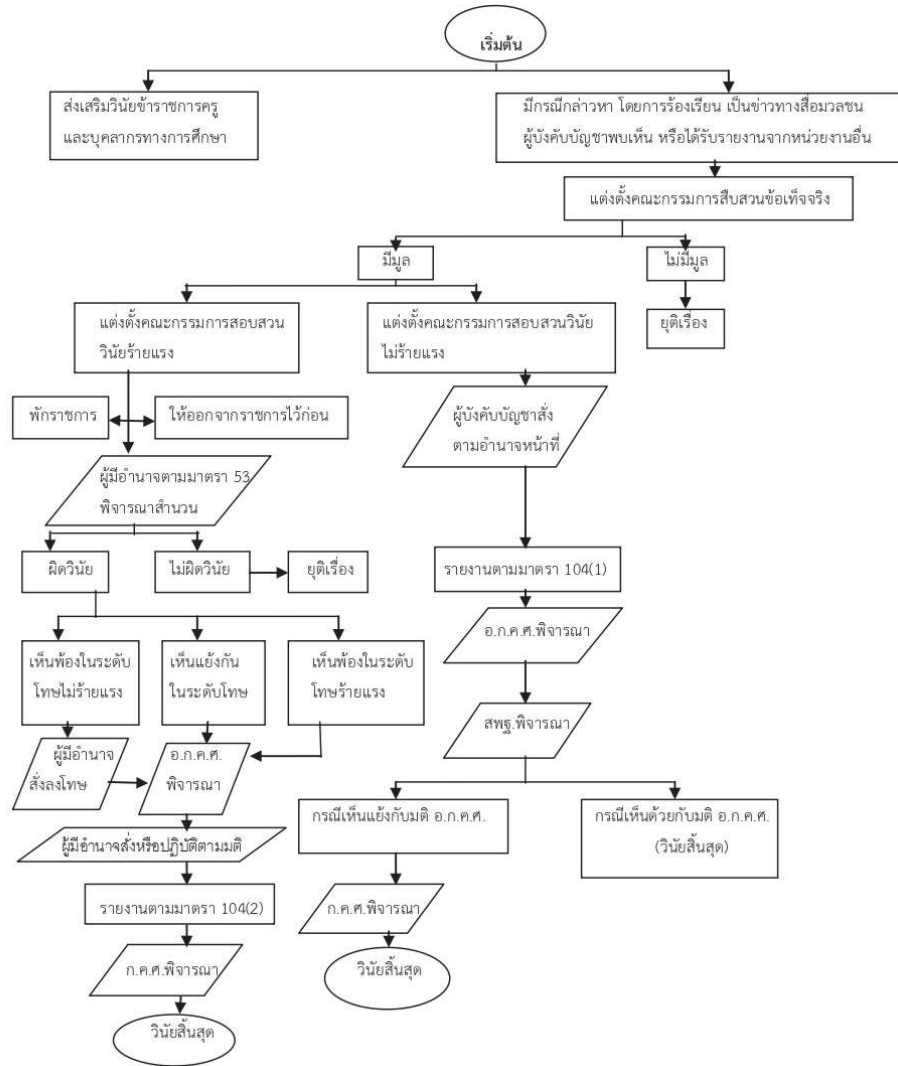 เริ่มต้น
ส่งเสริมวินัยข้าราชการครู
และบุคลากรทางการศึกษา
มีกรณีกล่าวหา โดยการร้องเรียน เป็นข่าวทางสื่อมวลชน
ผู้บังคับบัญชาพบเห็น หรือได้รับรายงานจากหน่วยงานอื่น
แต่งตั้งคณะกรรมการสืบสวนข้อเท็จจริง
มีมูล
ไม่มีมูล
แต่งตั้งคณะกรรมการสอบสวน
วินัยร้ายแรง
แต่งตั้งคณะกรรมการสอบสวนวินัย
ไม่ร้ายแรง
ยุติเรื่อง
พักราชการ
ให้ออกจากราชการไว้ก่อน
ผู้บังคับบัญชาสั่ง
ตามอำนาจหน้าที่
ผู้มีอำนาจตามมาตรา 53
พิจารณาสำนวน
ผิดวินัย
ไม่ผิดวินัย
ยุติเรื่อง
รายงานตามมาตรา 104(1)
อ.ก.ค.ศ.พิจารณา
เห็นพ้องในระดับ
โทษไม่ร้ายแรง
เห็นแย้งกัน
ในระดับโทษ
เห็นพ้องในระดับ
โทษร้ายแรง
สพฐ.พิจารณา
ผู้มีอำนาจ
สั่งลงโทษ
อ.ก.ค.ศ.
พิจารณา
กรณีเห็นแย้งกับมติ อ.ก.ค.ศ.
กรณีเห็นด้วยกับมติ อ.ก.ค.ศ.
(วินัยสิ้นสุด)
ผู้มีอำนาจสั่งหรือปฏิบัติตามมติ
รายงานตามมาตรา 104(2)
ก.ค.ศ.พิจารณา
ก.ค.ศ.พิจารณา
วินัยสิ้นสุด
วินัยสิ้นสุด